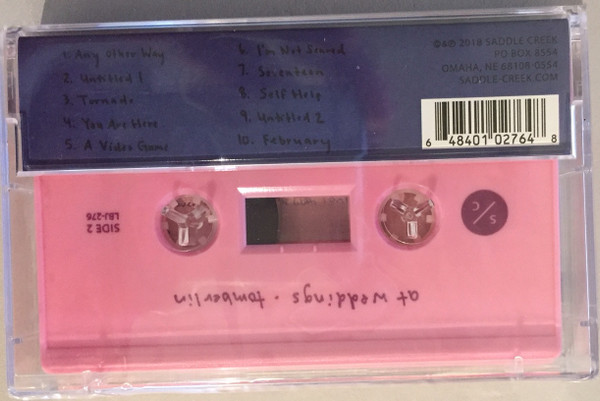 1. Any Other Way
2. Untitled 1
3. Tornado
4. You Are Here
5. A Video Game
6. I'm Not Scared
7. Seventeen
8. Self Help
9. Untitled 2
10. February
©&℗ 2018 SADDLE CREEK
PO BOX 8554
OMAHA, NE 68108-0554
SADDLE-CREEK.COM
6 48401 02764 8
SIDE 2
LBJ-276
S/C
at weddings · tomberlin